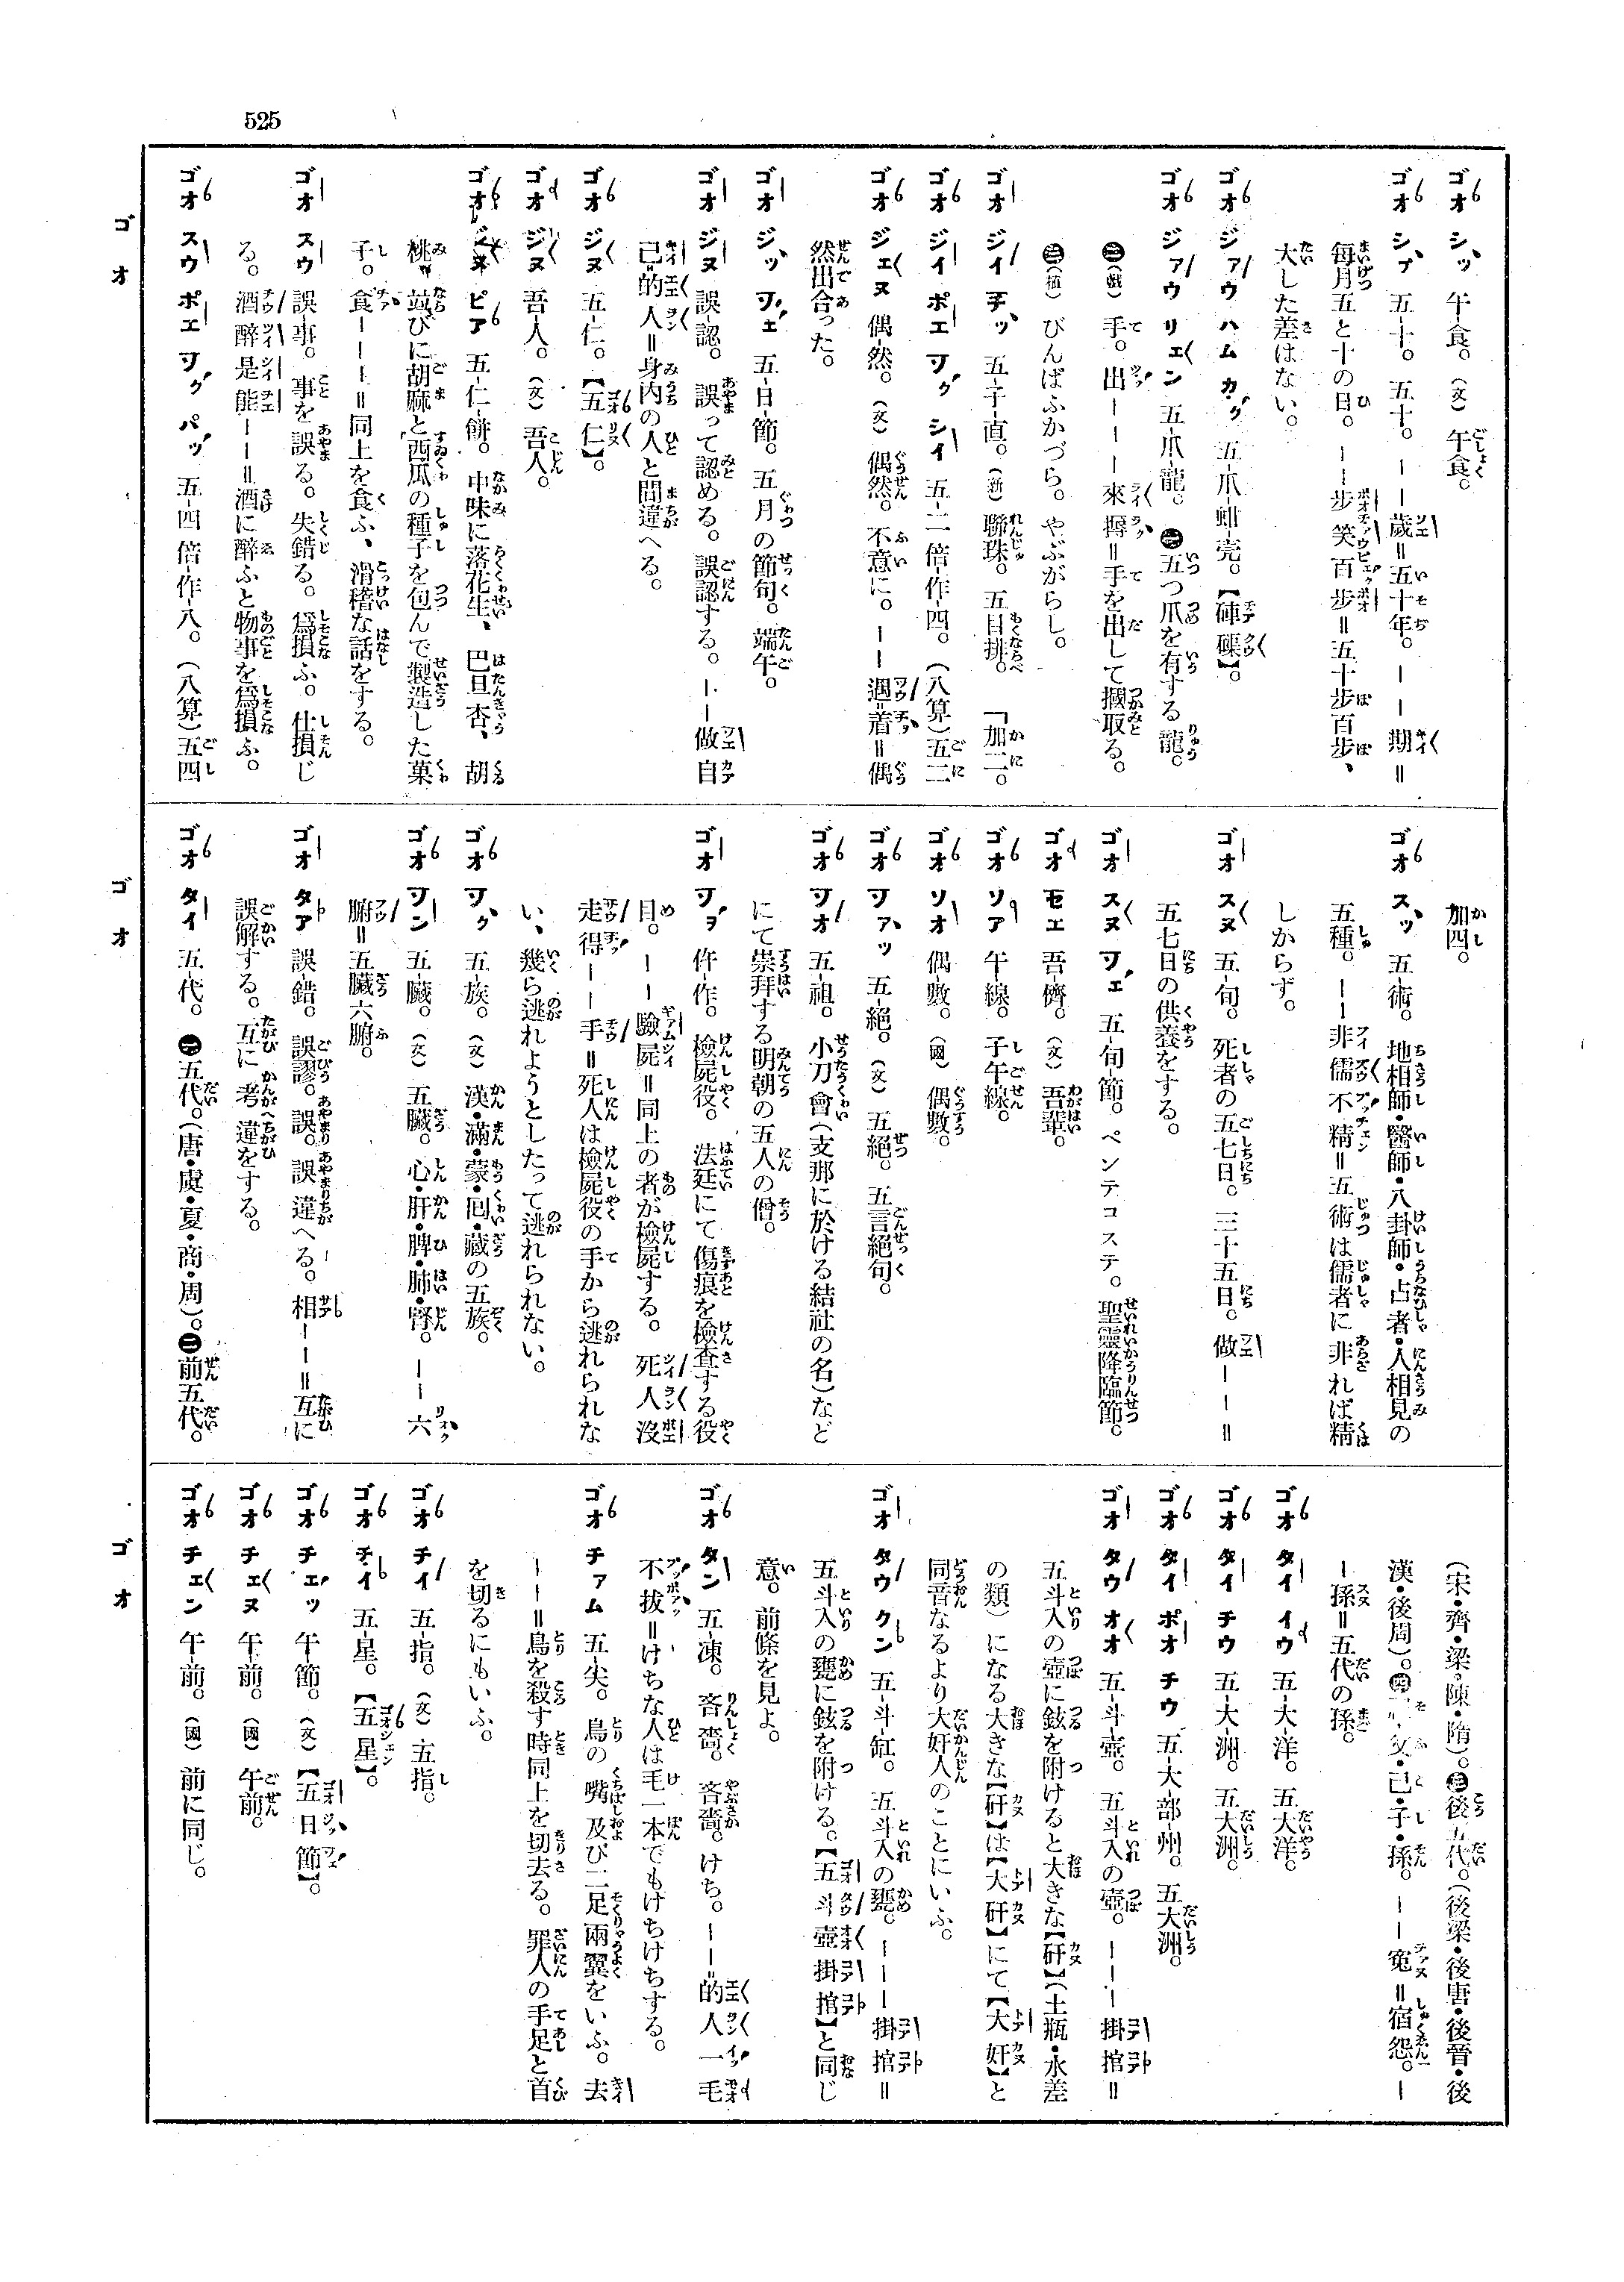 525
ゴオ シッ 午-食。（文）午食。
ゴオ シプ 五十。五十。——歲＝五十年。——期＝
每月五と十の日。——步笑百步＝五十步百步、
大した差はない。
ゴオ ジァウ ハム カク 五-爪-蚶-壳。【硨磲】。
ゴオ ジァウ リェン 五-爪-龍。㊀五つ爪を有する龍。
㊁（戲）手。出———來搏＝手を出して摑取る。
㊂（植）びんばふかづら。やぶがらし。
ゴオ ジイ チッ 五-子-直。（遊）聯珠。五目排。「加二。
ゴオ ジイ ポエ ソク シイ 五-二倍-作-四。（八算）五二
ゴオ ジェヌ 偶-然。（文）偶然。不意に。——遇-着＝偶
然出合った。
ゴオ ジッ ツェ 五-日-節。五月の節句。端午。
ゴオ ジヌ 誤-認。誤って認める。誤認する。——做自
己的人＝身內の人と間違へる。
ゴオ ジヌ 五-仁。【五仁】。
ゴオ ジヌ 吾-人。（文）吾人。
ゴオ ジヌ ピア 五-仁-餅。中味に落花生、巴旦杏、胡
桃竝びに胡麻と西瓜の種子を包んで製造した菓
子。食———＝同上を食ふ、滑稽な話をする。
ゴオ スウ 誤-事。事を誤る。失錯る。爲損ふ。仕損じ
る。酒醉是能——＝酒に醉ふと物事を爲損ふ。
ゴオ スウ ポエ ソク パッ 五-四倍-作-八。（八算）五四
ゴオ
加四。
ゴオ スッ 五術。地相師・醫師・八卦師・占者・人相見の
五種。——非儒不精＝五術は儒者に非れば精
しからず。
ゴオ スヌ 五-旬。死者の五七日。三十五日。做——＝
五七日の供養をする。
ゴオ スヌ ツェ 五-旬-節。ペンテコステ。聖靈降臨節。
ゴオ モエ 吾-儕。（文）吾輩。
ゴオ ソア 午-線。子午線。
ゴオ ソオ 偶-數。（國）偶數。
ゴオ ツァッ 五-絕。（文）五絕。五言絕句。
ゴオ ツオ 五-祖。小刀會（支那に於ける結社の名）など
にて崇拜する明朝の五人の僧。
ゴオ ツヲ 仵-作。檢屍役。法廷にて傷痕を檢查する役
目。——驗屍＝同上の者が檢屍する。死人沒
走得——手＝死人は檢屍役の手から逃れられな
い、幾ら逃れようとしたって逃れられない。
ゴオ ツク 五-族。（文）漢・滿・蒙・囘・藏の五族。
ゴオ ツン 五-臟。（文）五臟。心・肝・脾・肺・腎。——六
腑＝五臟六腑。
ゴオ タア 誤-錯。誤謬。誤。誤違へる。相——＝互に
誤解する。互に考違をする。
ゴオ タイ 五-代。㊀五代。（唐・虞・夏・商・周）。㊁前五代。
ゴオ
（宋・齊・梁・陳・隋）。㊂後五代。（後梁・後唐・後晉・後
漢・後周）。㊃父・己・子・孫。——寃＝宿怨。—
—孫＝五代の孫。
ゴオ タイ イウ 五-大-洋。五大洋。
ゴオ タイ チウ 五-大-洲。五大洲。
ゴオ タイ ポオ チウ 五-大-部-州。五大洲。
ゴオ タウ オオ 五-斗-壺。五斗入の壺。———掛捾＝
五斗入の壺に鉉を附けると大きな【矸】（土瓶・水差
の類）になる大きな【矸】は【大矸】にて【大奸】と
同音なるより大奸人のことにいふ。
ゴオ タウ クン 五-斗-缸。五斗入の甕。———掛捾＝
五斗入の甕に鉉を附ける。【五斗壺掛捾】と同じ
意。前條を見よ。
ゴオ タン 五-凍。吝嗇。吝嗇。けち。——＝的人一毛
不拔＝けちな人は毛一本でもけちけちする。
ゴオ チァム 五-尖。鳥の嘴及び二足兩翼をいふ。去
——＝鳥を殺す時同上を切去る。罪人の手足と首
を切るにもいふ。
ゴオ チイ 五-指。（文）五指。
ゴオ チイ 五-星。【五星】。
ゴオ チェッ 午-節。（文）【五日節】。
ゴオ チェヌ 午-前。（國）午前。
ゴオ チェン 午-前。（國）前に同じ。
ゴオ